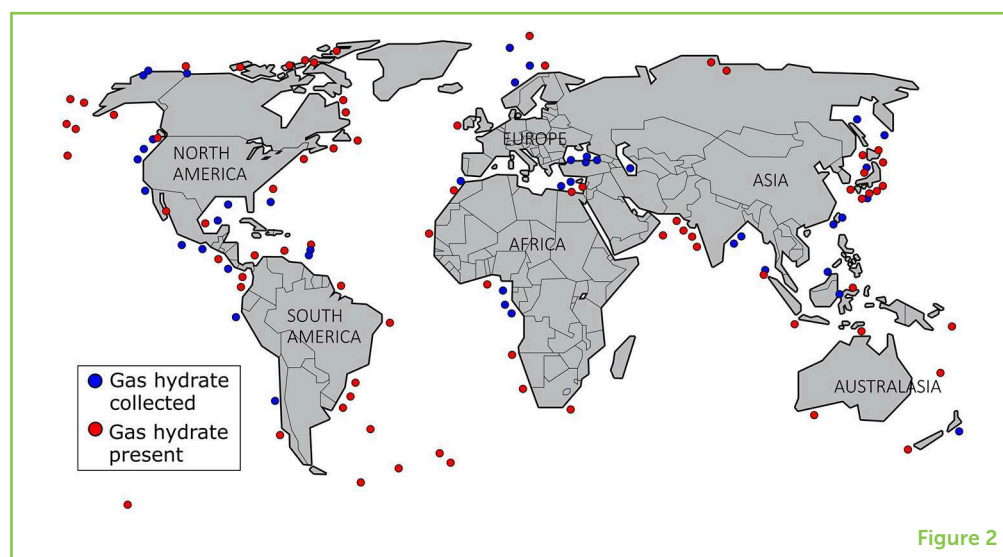 NORTH
AMERICA
EUROPE
ASIA
AFRICA
SOUTH
AMERICA
AUSTRALASIA
Gas hydrate
collected
Gas hydrate
present
Figure 2